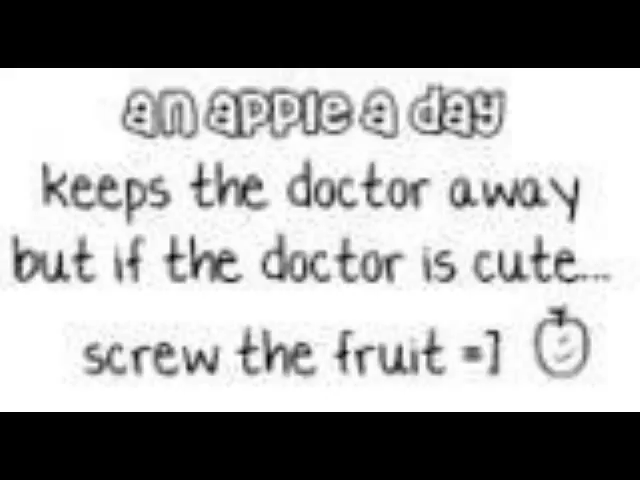 an apple a day
keeps the doctor away
but if the doctor is cute...
screw the fruit =]